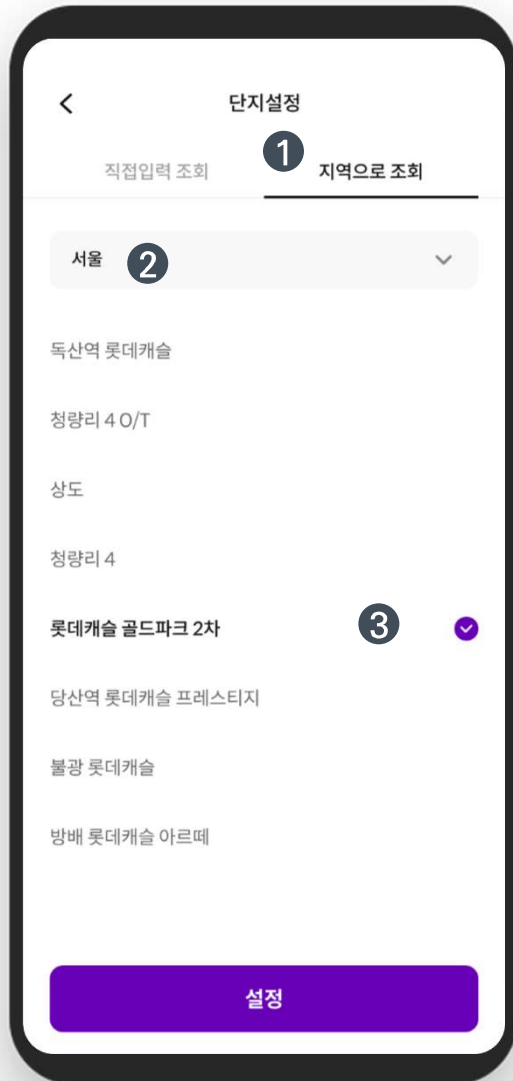 단지설정
1
직접입력 조회 지역으로 조회
서울 2
독산역 롯데캐슬
청량리 4 O/T
상도
청량리 4
롯데캐슬 골드파크 2차 3
당산역 롯데캐슬 프레스티지
불광 롯데캐슬
방배 롯데캐슬 아르떼
설정